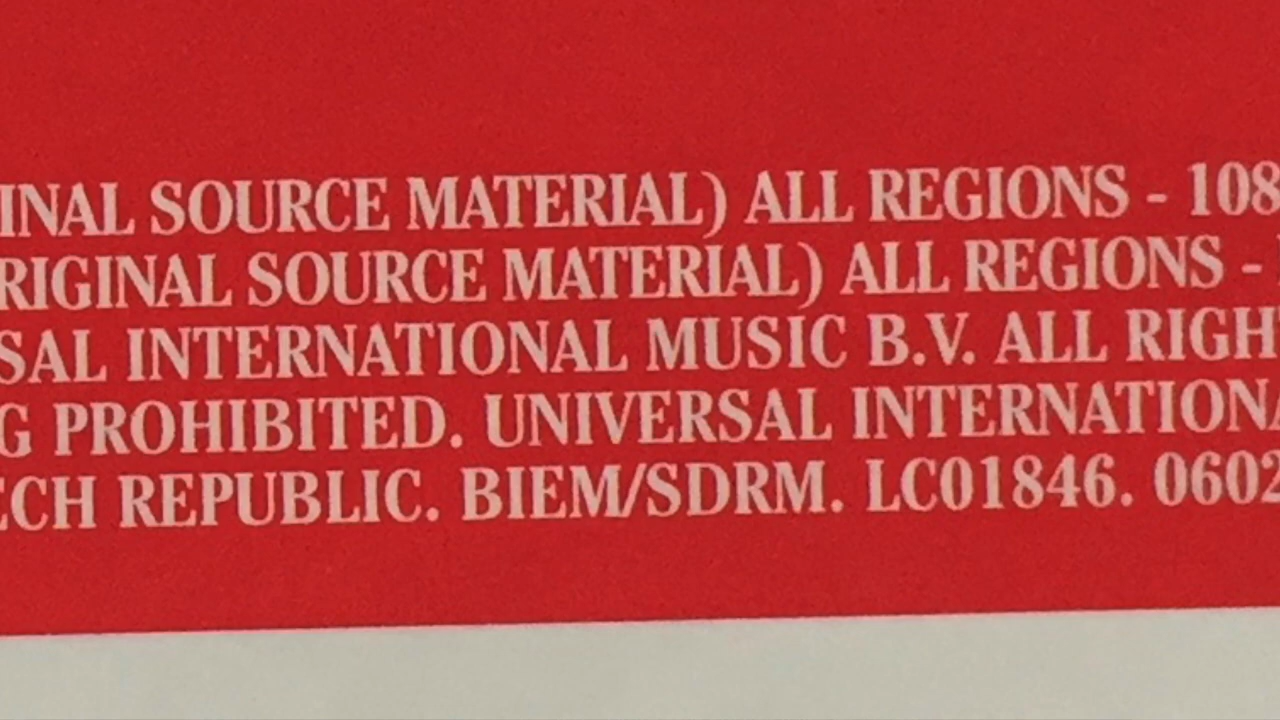 INAL SOURCE MATERIAL) ALL REGIONS - 108
RIGINAL SOURCE MATERIAL) ALL REGIONS -
SAL INTERNATIONAL MUSIC B.V. ALL RIGH
G PROHIBITED. UNIVERSAL INTERNATIONA
ECH REPUBLIC. BIEM/SDRM. LC01846. 0602